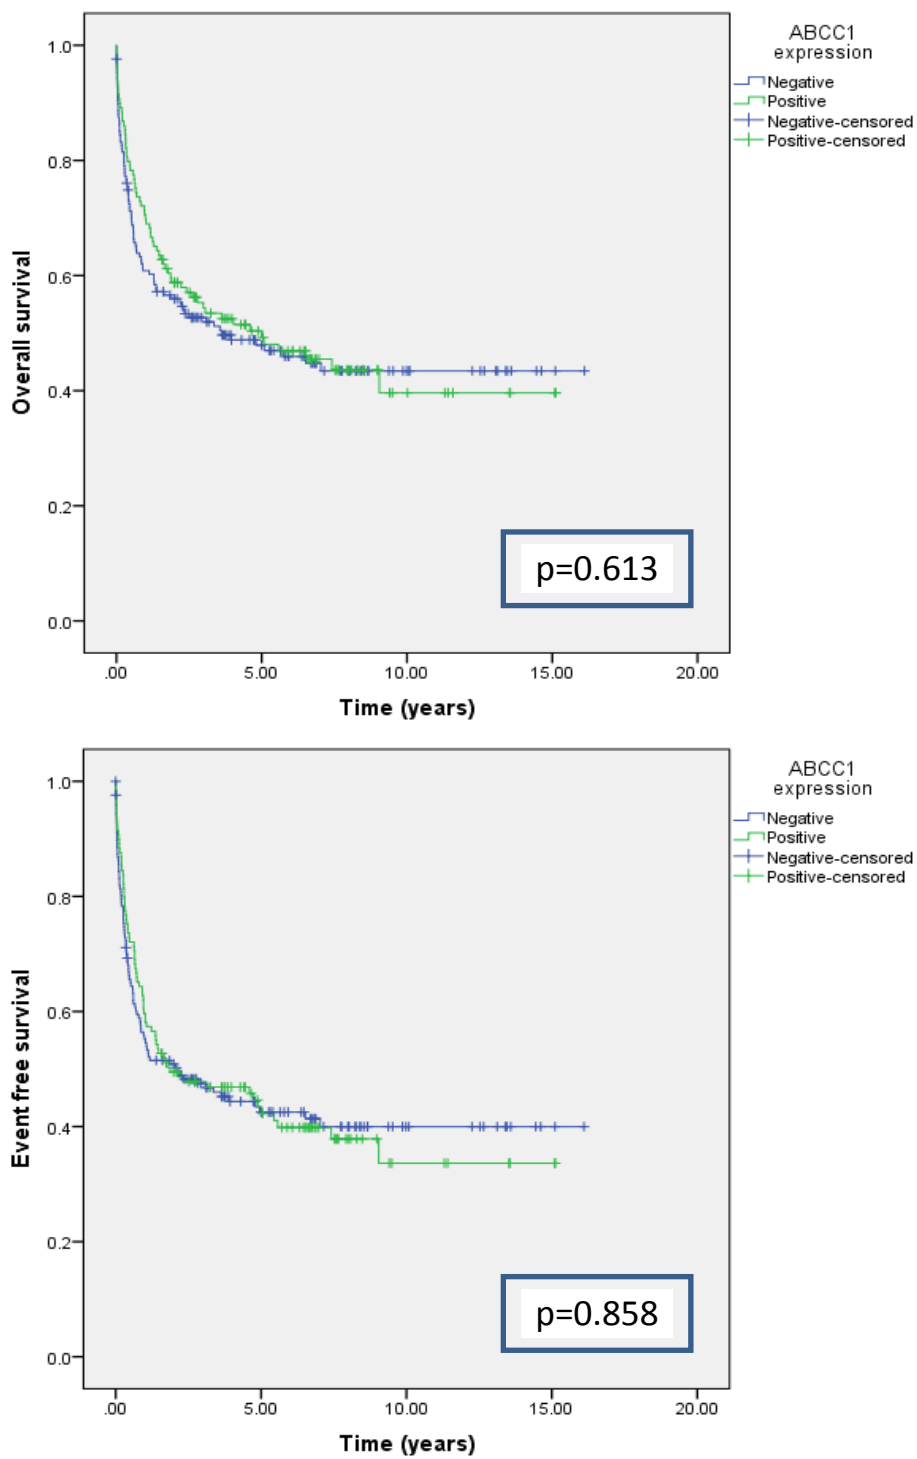 ABCC1
expression
Negative
Positive
Negative-censored
Positive-censored
1.0
0.8
0.6
0.4
0.2
0.0
Overall survival
p=0.613
.00 5.00 10.00 15.00 20.00
Time (years)
ABCC1
expression
Negative
Positive
Negative-censored
Positive-censored
1.0
0.8
0.6
0.4
0.2
0.0
Event free survival
p=0.858
.00 5.00 10.00 15.00 20.00
Time (years)